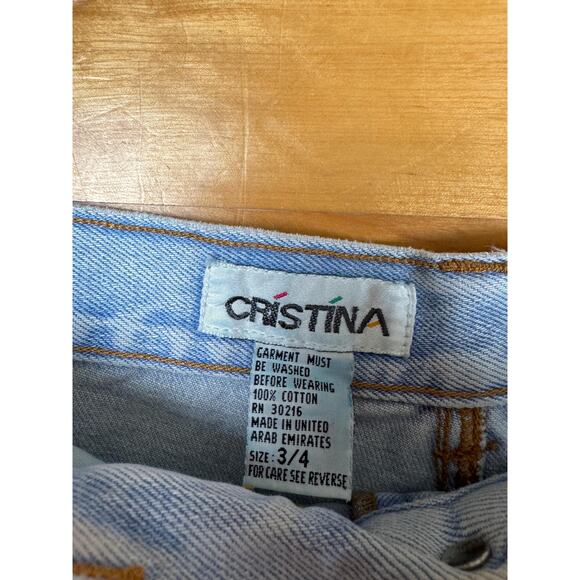 CRÍSTÍNA
GARMENT MUST
BE WASHED
BEFORE WEARING
100% COTTON
RN 30216
MADE IN UNITED
ARAB EMIRATES
SIZE: 3/4
FOR CARE SEE REVERSE